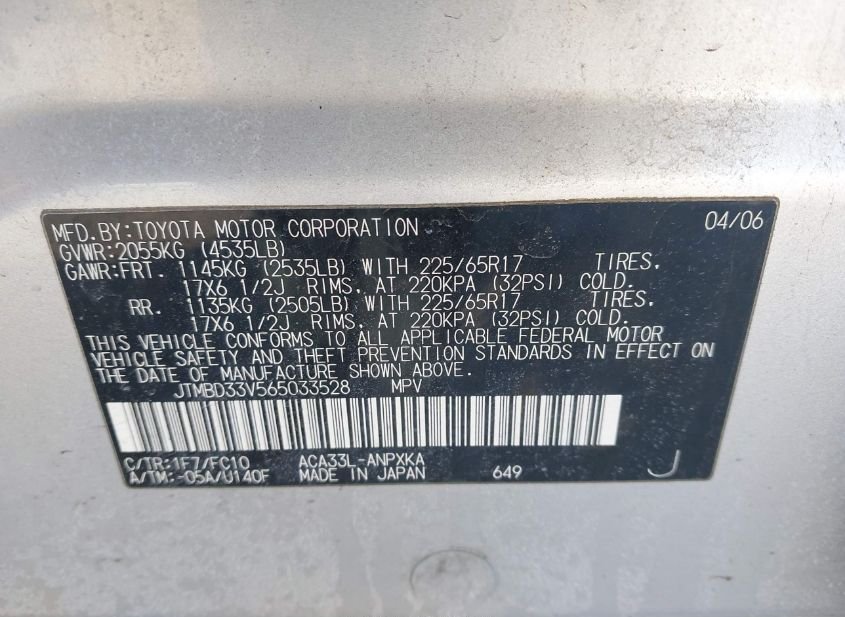 MFD.BY:TOYOTA MOTOR CORPORATION 04/06
GVWR:2055KG (4535LB)
GAWR:FRT. 1145KG (2535LB) WITH 225/65R17 TIRES,
17X6 1/2J RIMS, AT 220KPA (32PSI) COLD.
RR. 1135KG (2505LB) WITH 225/65R17 TIRES,
17X6 1/2J RIMS, AT 220KPA (32PSI) COLD.
THIS VEHICLE CONFORMS TO ALL APPLICABLE FEDERAL MOTOR
VEHICLE SAFETY AND THEFT PREVENTION STANDARDS IN EFFECT ON
THE DATE OF MANUFACTURE SHOWN ABOVE.
JTMBD33V565033528 MPV
C/TR:1F7/FC10 ACA33L-ANPXKA
A/TM:-05A/U140F MADE IN JAPAN 649 J